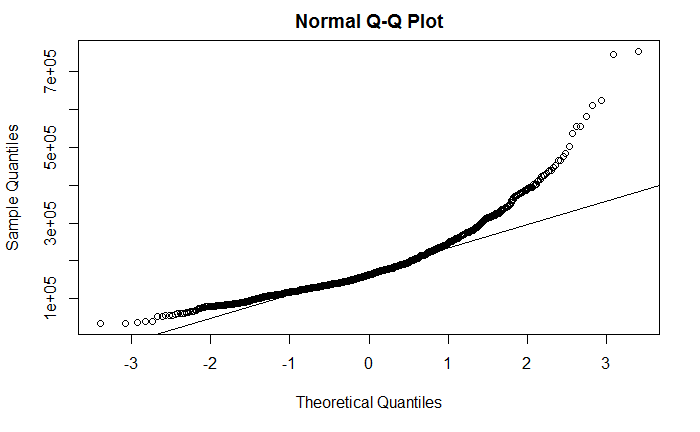 Normal Q-Q Plot
Sample Quantiles
7e+05
5e+05
3e+05
1e+05
-3 -2 -1 0 1 2 3
Theoretical Quantiles